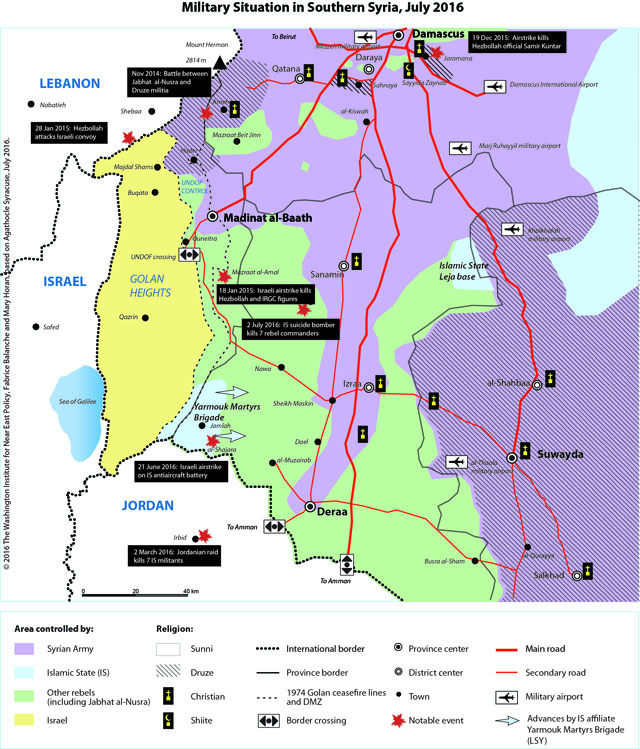 Military Situation in Southern Syria, July 2016
To Beirut
Damascus
Mezzeh military airport
19 Dec 2015: Airstrike kills
Hezbollah official Samir Kuntar
Mount Hermon
2814 m
Daraya
Jaramana
Qatana
Sahnaya
Sayyida Zaynab
Damascus International Airport
LEBANON
Nov 2014: Battle between
Jabhat al-Nusra and
Druze militia
Nabatieh
Shebaa
al-Kiswah
28 Jan 2015: Hezbollah
attacks Israeli convoy
Mazraat Beit Jinn
Marj Ruhayyil military airport
Hader
Majdal Shams
UNDOF
CONTROL
Buqata
Madinat al-Baath
Quneitra
Khalkhalah
military airport
UNDOF crossing
ISRAEL
GOLAN
HEIGHTS
Mazraat al-Amal
Sanamin
Islamic State
Leja base
18 Jan 2015: Israeli airstrike kills
Hezbollah and IRGC figures
Qazrin
Safed
2 July 2016: IS suicide bomber
kills 7 rebel commanders
Nawa
Izraa
al-Shahbaa
Sea of Galilee
Sheikh Maskin
Yarmouk Martyrs
Brigade
Jamlah
al-Shajara
Dael
Suwayda
al-Muzairab
al-Thaala
military airport
21 June 2016: Israeli airstrike
on IS antiaircraft battery
JORDAN
Deraa
To Amman
Irbid
2 March 2016: Jordanian raid
kills 7 IS militants
To Amman
Busra al-Sham
al-Qurayya
Salkhad
0 20 40 km
© 2016 The Washington Institute for Near East Policy, Fabrice Balanche and Mary Horan, based on Agathocle Syracuse, July 2016.
Area controlled by:
Syrian Army
Islamic State (IS)
Other rebels
(including Jabhat al-Nusra)
Israel
Religion:
Sunni
Druze
Christian
Shiite
International border
Province border
1974 Golan ceasefire lines
and DMZ
Border crossing
Province center
District center
Town
Notable event
Main road
Secondary road
Military airport
Advances by IS affiliate
Yarmouk Martyrs Brigade
(LSY)